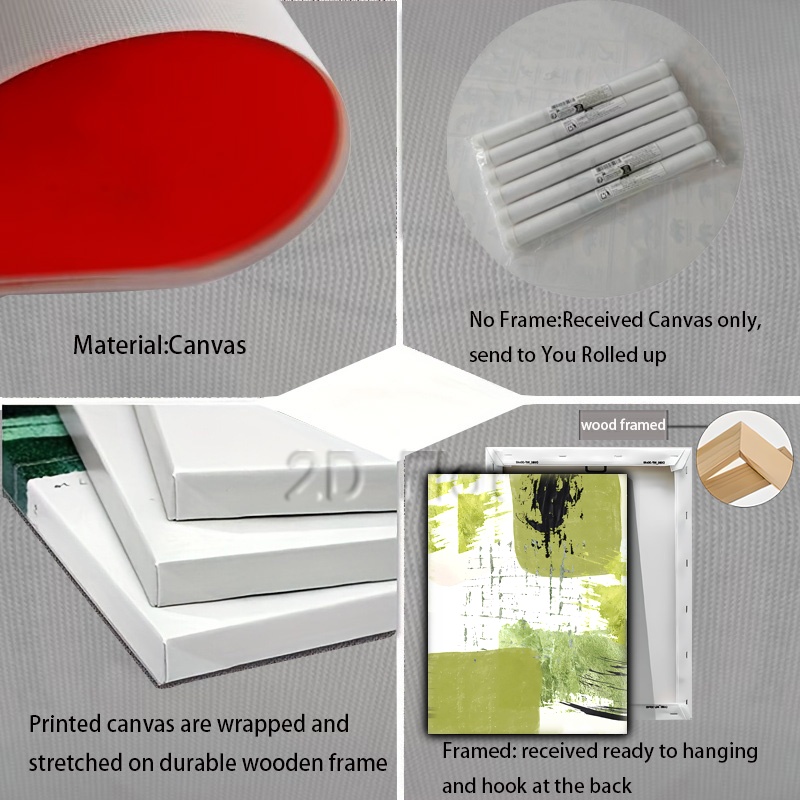 Material:Canvas
No Frame:Received Canvas only,
send to You Rolled up
wood framed
2D
Printed canvas are wrapped and
stretched on durable wooden frame
Framed: received ready to hanging
and hook at the back